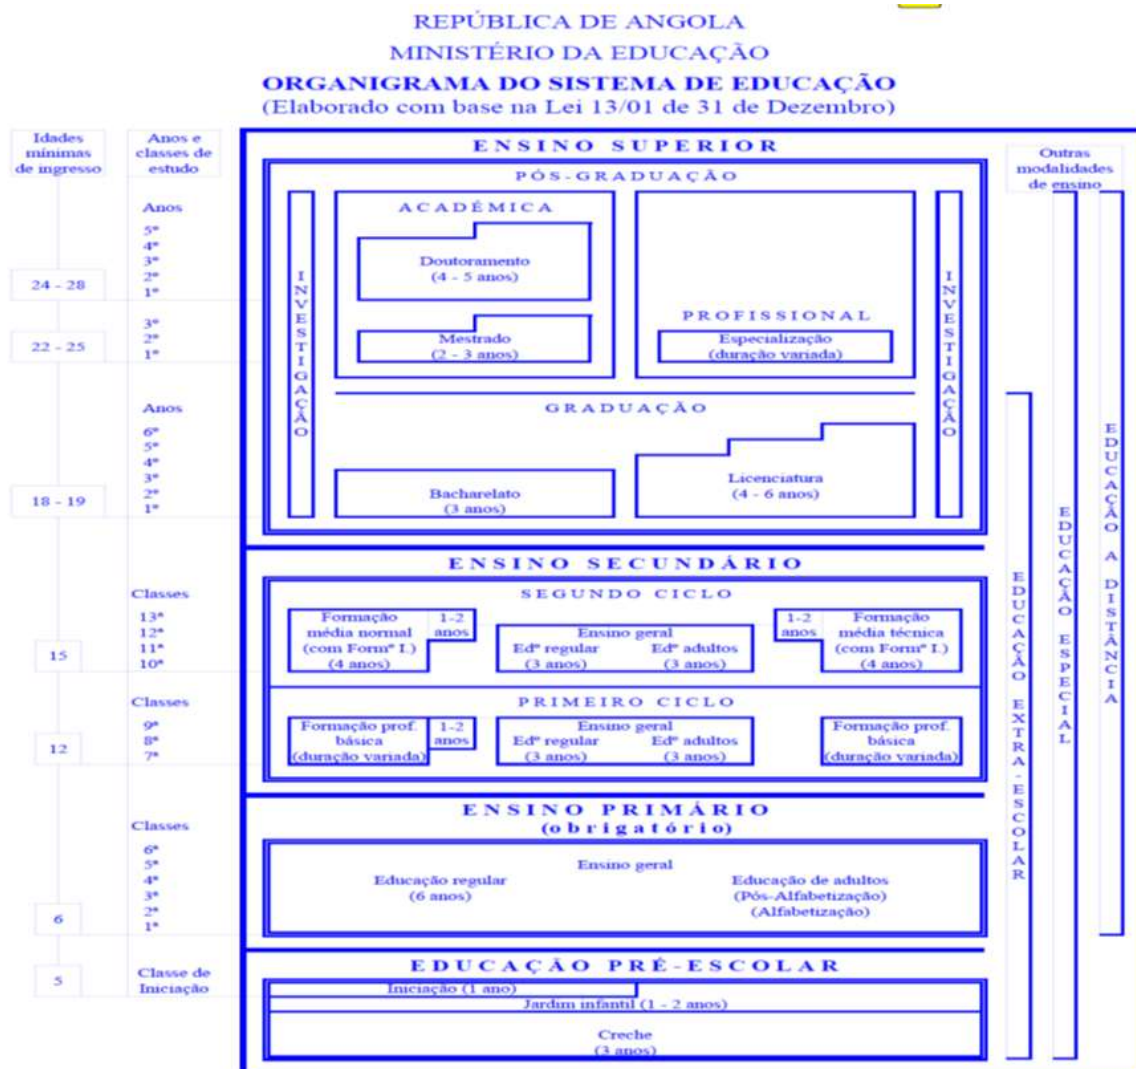 REPÚBLICA DE ANGOLA
MINISTÉRIO DA EDUCAÇÃO
ORGANIGRAMA DO SISTEMA DE EDUCAÇÃO
(Elaborado com base na Lei 13/01 de 31 de Dezembro)
Idades
mínimas
de ingresso
Anos e
classes de
estudo
ENSINO SUPERIOR
Outras
modalidades
de ensino
PÓS-GRADUAÇÃO
Anos
5º
4º
3º
2º
1º
24 - 28
3º
2º
1º
22 - 25
INVESTIGAÇÃO
ACADÉMICA
Doutoramento
(4 - 5 anos)
Mestrado
(2 - 3 anos)
PROFISSIONAL
Especialização
(duração variada)
INVESTIGAÇÃO
GRADUAÇÃO
Anos
6º
5º
4º
3º
2º
1º
18 - 19
Bacharelato
(3 anos)
Licenciatura
(4 - 6 anos)
ENSINO SECUNDÁRIO
SEGUNDO CICLO
Classes
13ª
12ª
11ª
10ª
15
Formação
média normal
(com Formª I.)
(4 anos)
1-2
anos
Ensino geral
Edª regular
(3 anos)
Edª adultos
(3 anos)
1-2
anos
Formação
média técnica
(com Formª I.)
(4 anos)
PRIMEIRO CICLO
Classes
9ª
8ª
7ª
12
Formação prof.
básica
(duração variada)
1-2
anos
Ensino geral
Edª regular
(3 anos)
Edª adultos
(3 anos)
Formação prof.
básica
(duração variada)
ENSINO PRIMÁRIO
(obrigatório)
Classes
6ª
5ª
4ª
3ª
2ª
1ª
6
Ensino geral
Educação regular
(6 anos)
Educação de adultos
(Pós-Alfabetização)
(Alfabetização)
EDUCAÇÃO PRÉ-ESCOLAR
5
Classe de
Iniciação
Iniciação (1 ano)
Jardim infantil (1 - 2 anos)
Creche
(3 anos)
EDUCAÇÃO EXTRA-ESCOLAR
EDUCAÇÃO ESPECIAL
EDUCAÇÃO A DISTÂNCIA